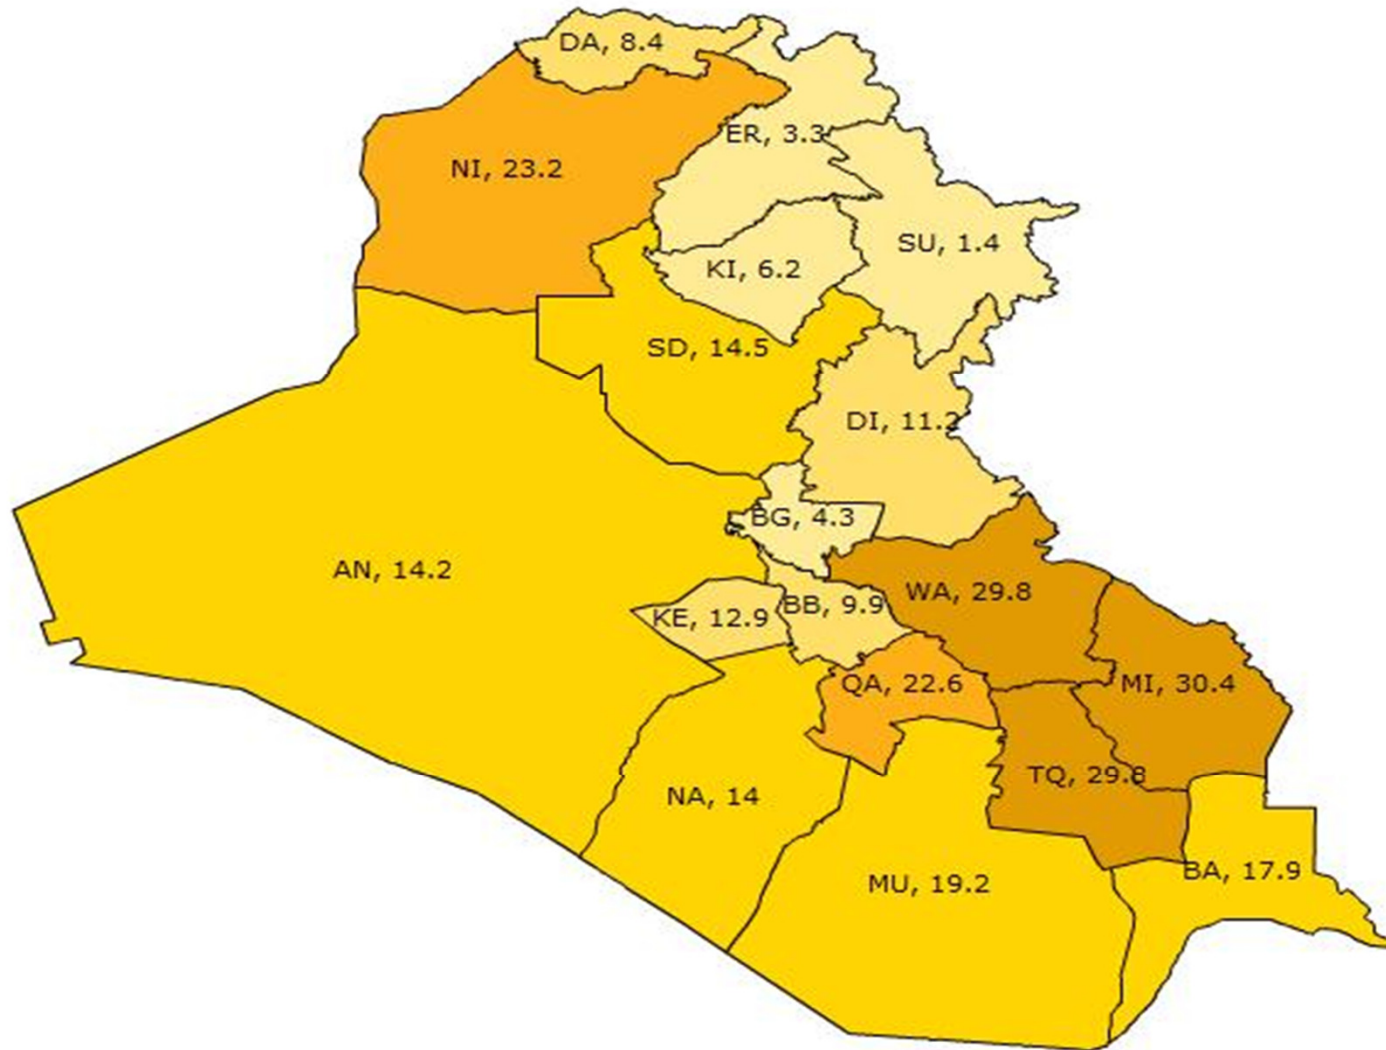 DA, 8.4
ER, 3.3
NI, 23.2
SU, 1.4
KI, 6.2
SD, 14.5
DI, 11.2
BG, 4.3
AN, 14.2
WA, 29.8
BB, 9.9
KE, 12.9
QA, 22.6
MI, 30.4
TQ, 29.8
NA, 14
BA, 17.9
MU, 19.2